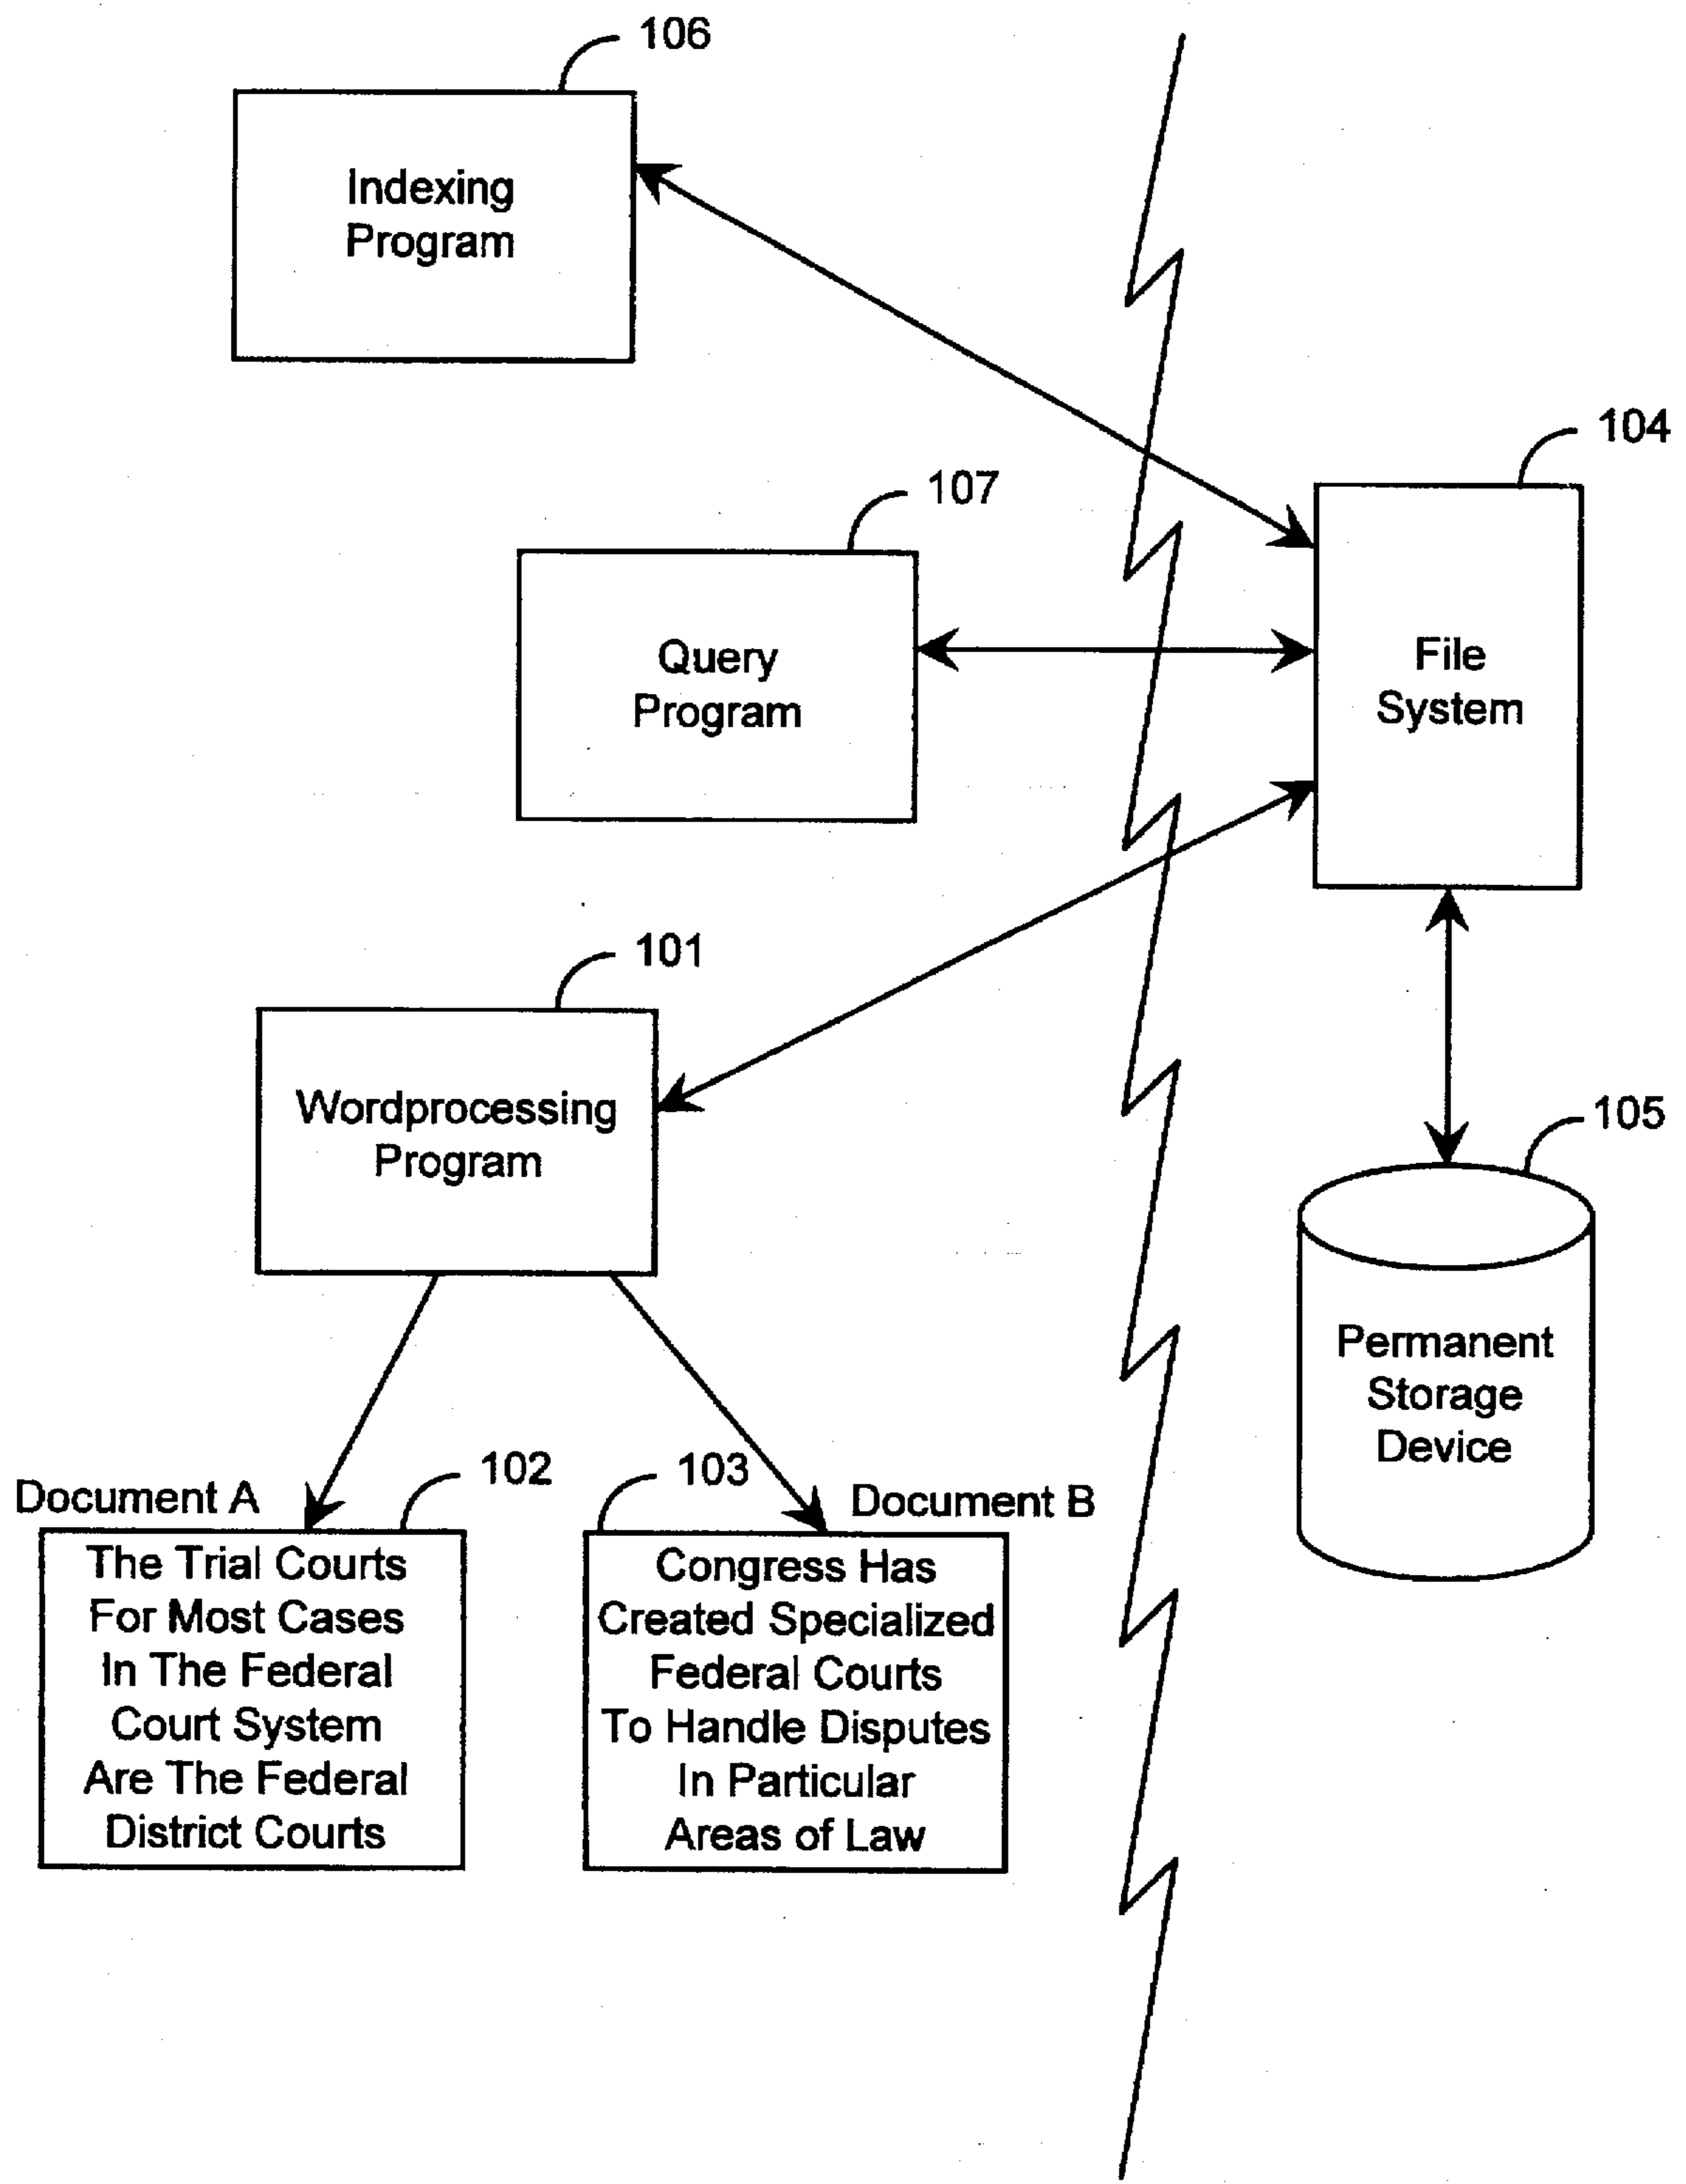 106
Indexing
Program
104
107
Query
Program
File
System
101
Wordprocessing
Program
105
Permanent
Storage
Device
Document A
102
The Trial Courts
For Most Cases
In The Federal
Court System
Are The Federal
District Courts
103
Document B
Congress Has
Created Specialized
Federal Courts
To Handle Disputes
In Particular
Areas of Law